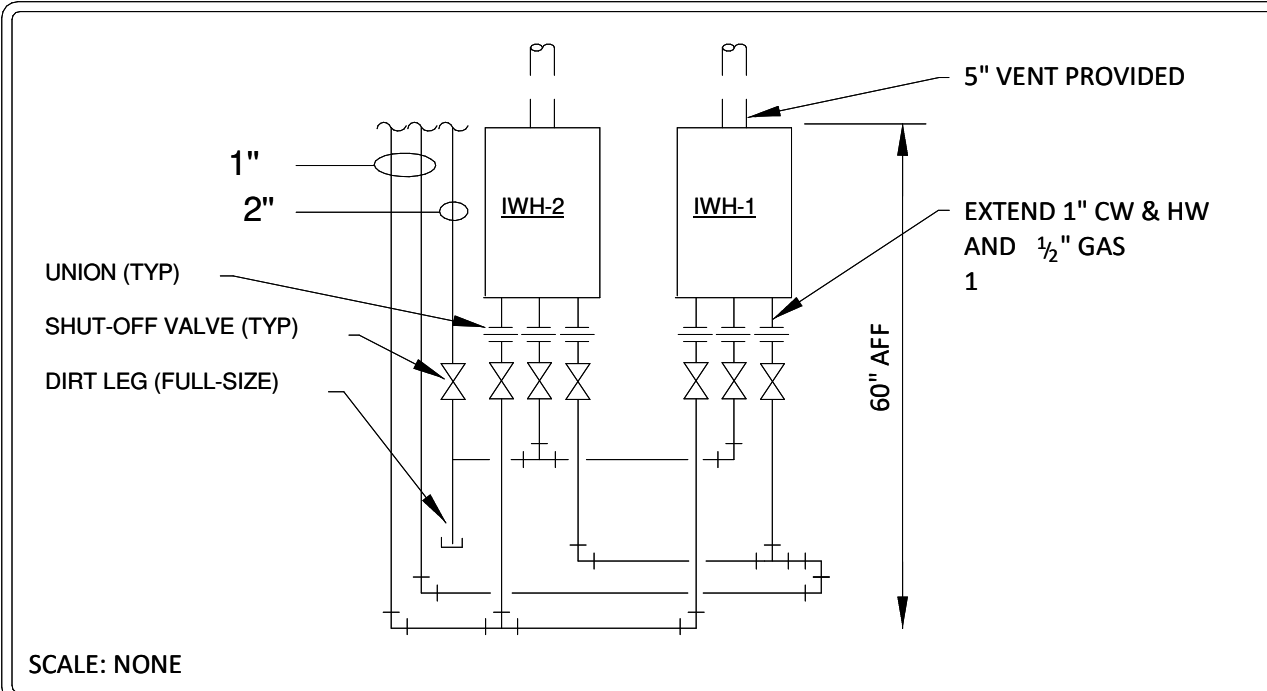 5" VENT PROVIDED
1"
2"
IWH-2
IWH-1
EXTEND 1" CW & HW
AND ½" GAS
1
UNION (TYP)
SHUT-OFF VALVE (TYP)
DIRT LEG (FULL-SIZE)
60" AFF
SCALE: NONE